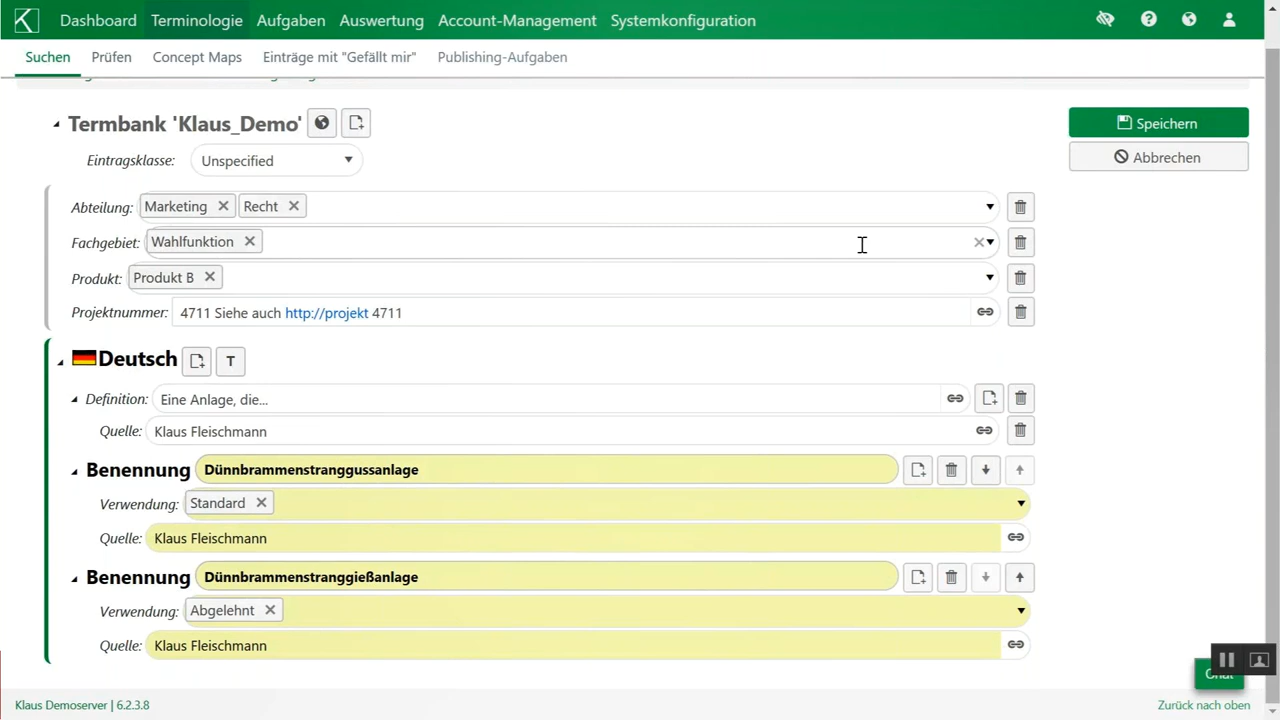 Dashboard Terminologie Aufgaben Auswertung Account-Management Systemkonfiguration
Suchen Prüfen Concept Maps Einträge mit "Gefällt mir" Publishing-Aufgaben
Termbank 'Klaus_Demo'
Speichern
Eintragsklasse: Unspecified
Abbrechen
Abteilung: Marketing Recht
Fachgebiet: Wahlfunktion
Produkt: Produkt B
Projektnummer: 4711 Siehe auch http://projekt 4711
Deutsch T
Definition: Eine Anlage, die...
Quelle: Klaus Fleischmann
Benennung Dünnbrammenstranggussanlage
Verwendung: Standard
Quelle: Klaus Fleischmann
Benennung Dünnbrammenstranggießanlage
Verwendung: Abgelehnt
Quelle: Klaus Fleischmann
Klaus Demoserver | 6.2.3.8
Zurück nach oben